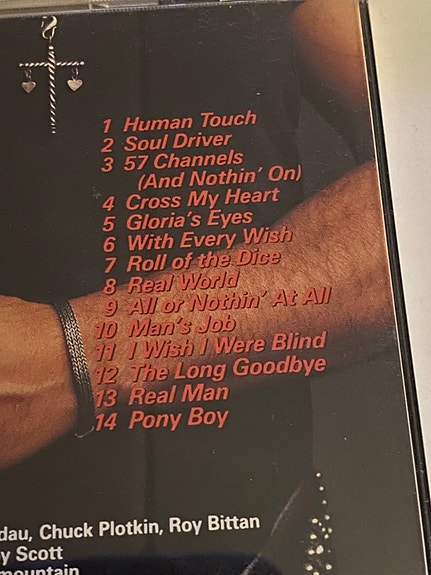 1 Human Touch
2 Soul Driver
3 57 Channels
(And Nothin' On)
4 Cross My Heart
5 Gloria's Eyes
6 With Every Wish
7 Roll of the Dice
8 Real World
9 All or Nothin' At All
10 Man's Job
11 I Wish I Were Blind
12 The Long Goodbye
13 Real Man
14 Pony Boy
dau, Chuck Plotkin, Roy Bittan
y Scott
mountain